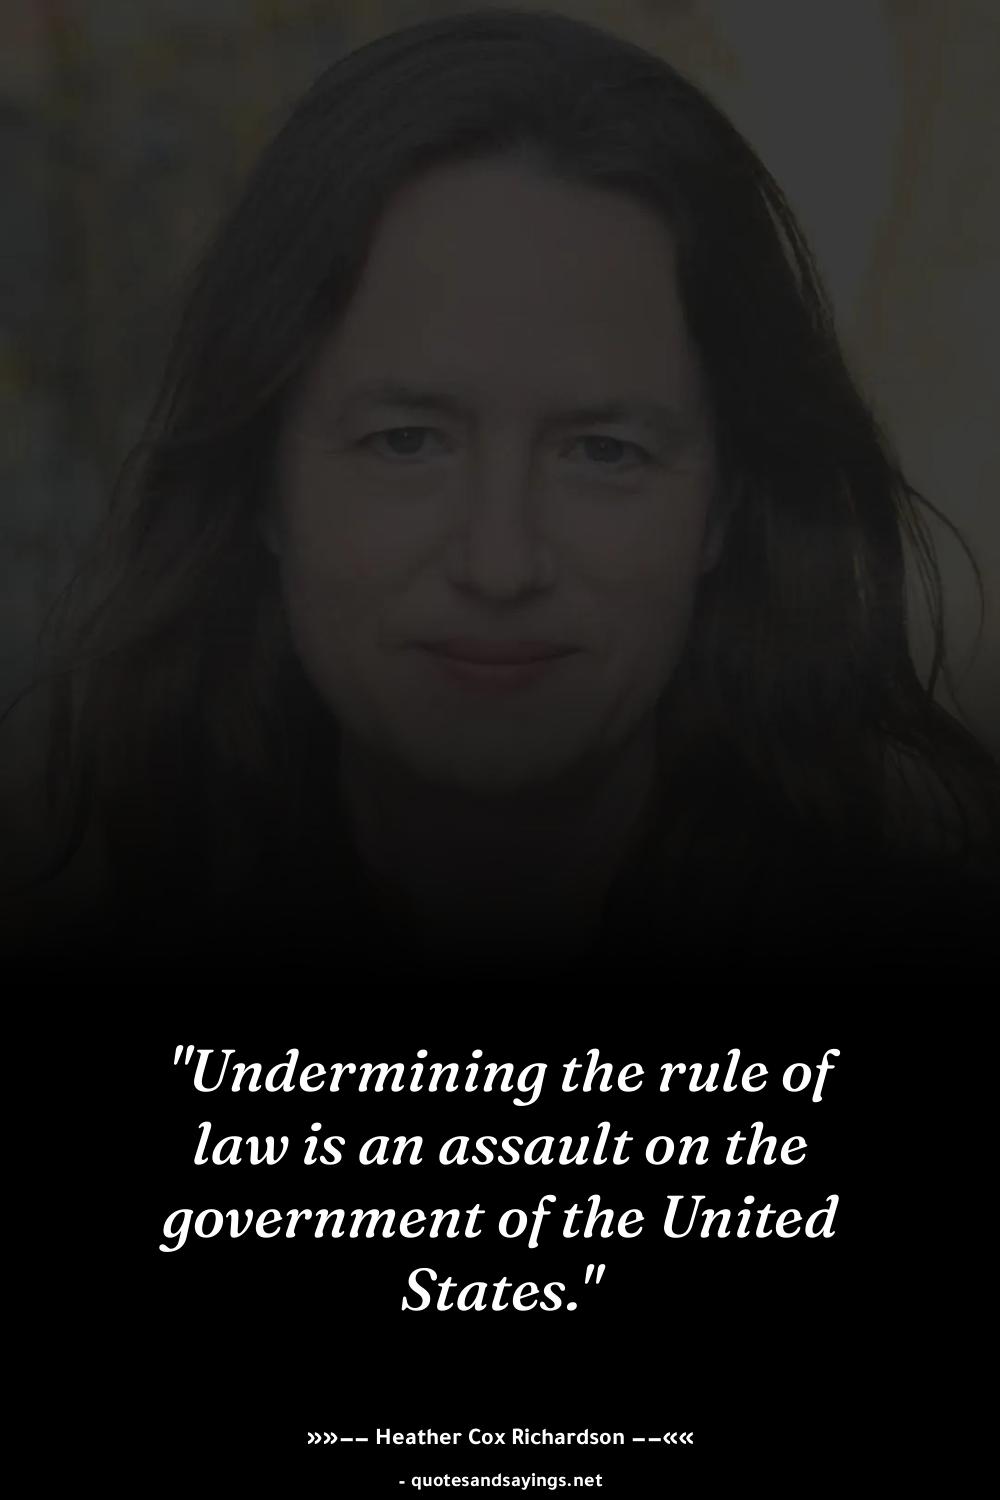 "Undermining the rule of
law is an assault on the
government of the United
States."
»»—— Heather Cox Richardson ——««
- quotesandsayings.net